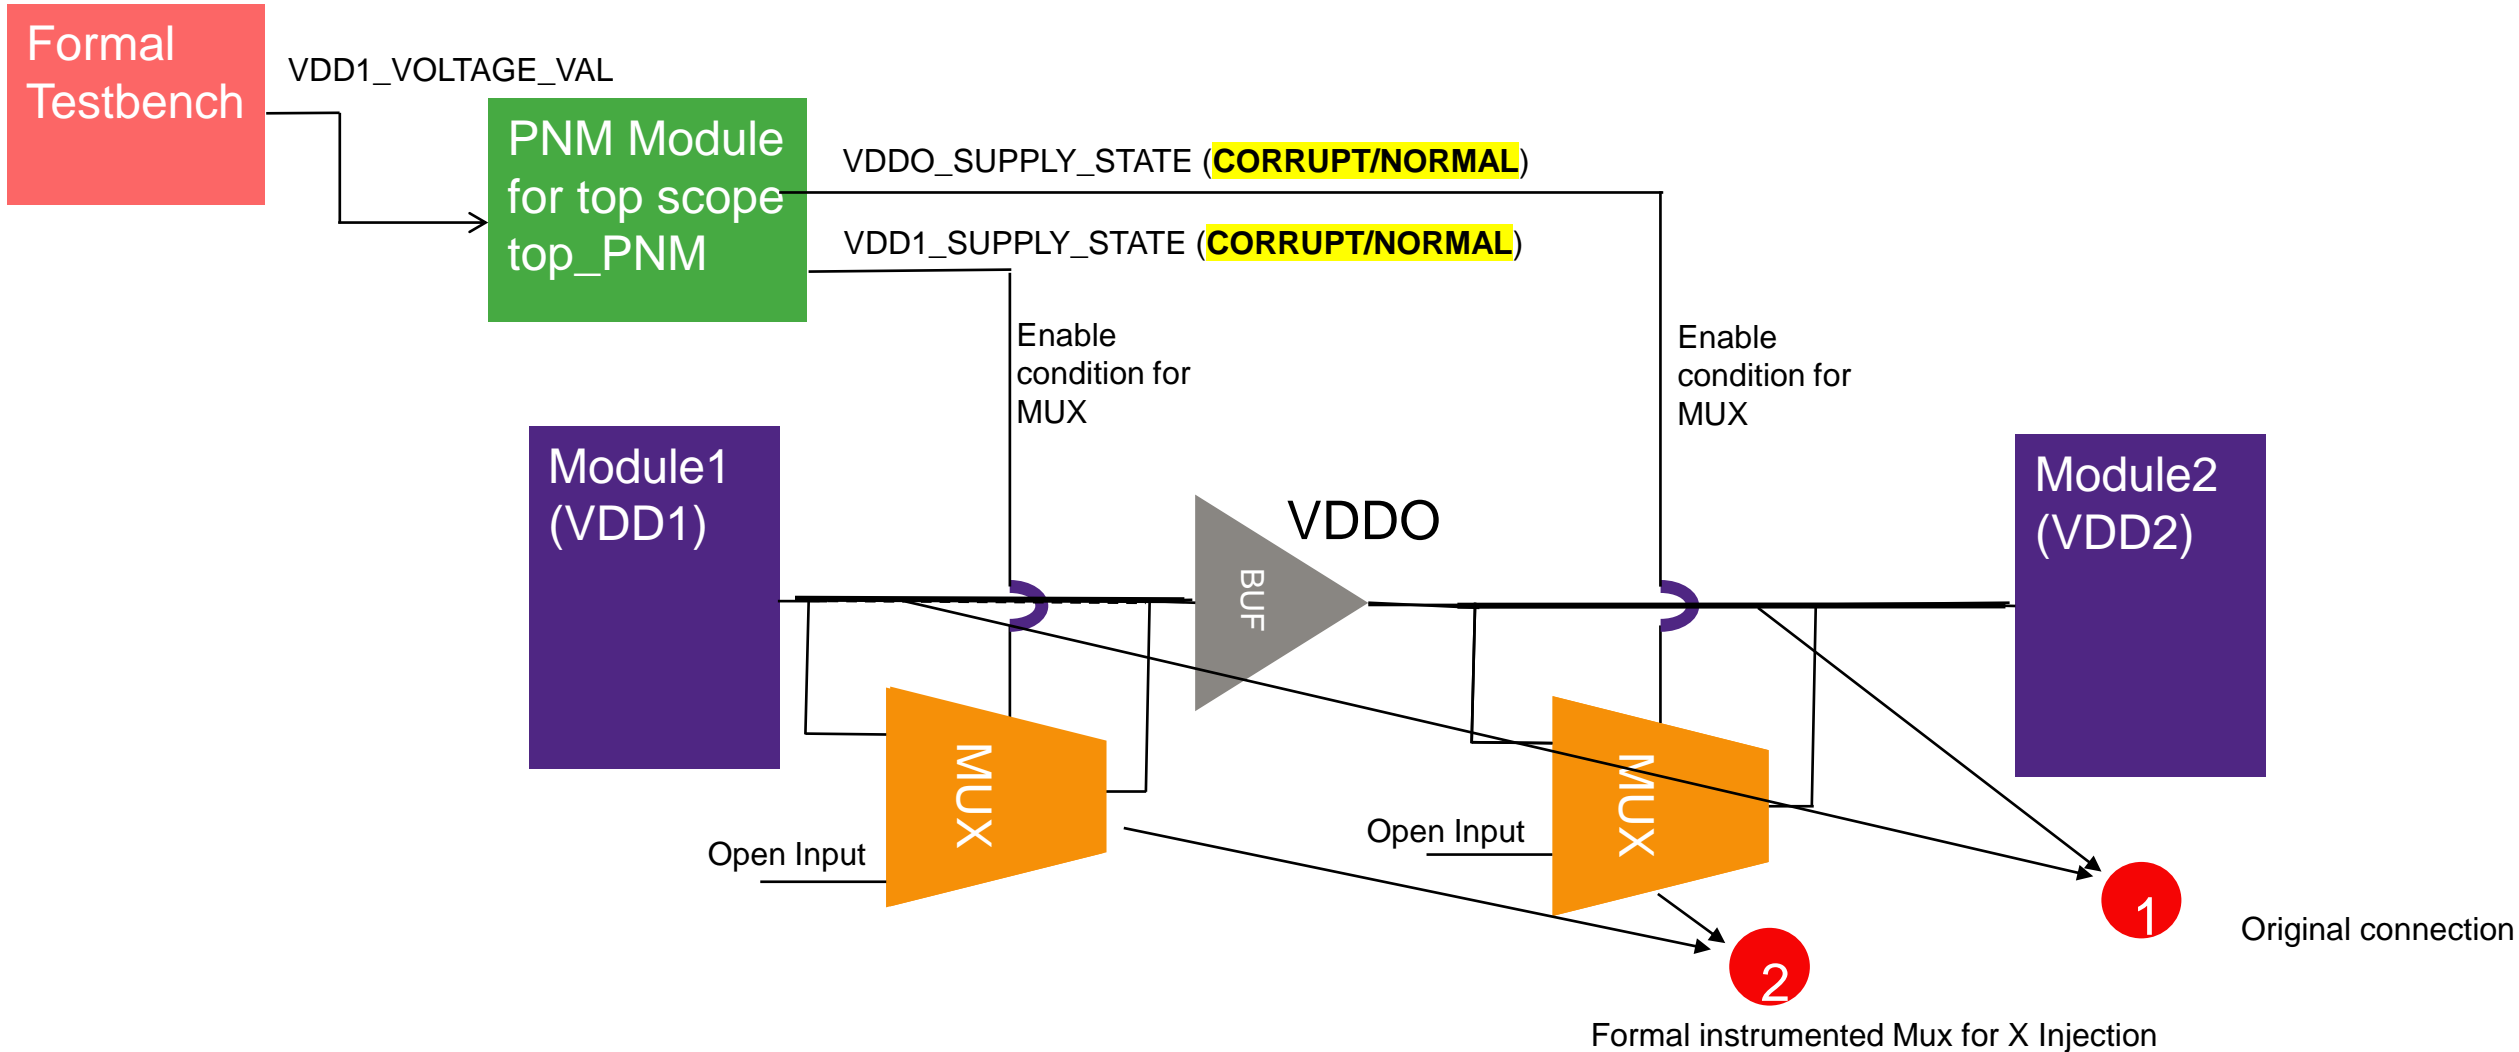 Formal
Testbench
VDD1_VOLTAGE_VAL
PNM Module
for top scope
top_PNM
VDDO_SUPPLY_STATE (CORRUPT/NORMAL)
VDD1_SUPPLY_STATE (CORRUPT/NORMAL)
Enable
condition for
MUX
Enable
condition for
MUX
Module1
(VDD1)
BUF
VDDO
Module2
(VDD2)
MUX
Open Input
MUX
Open Input
1
Original connection
2
Formal instrumented Mux for X Injection